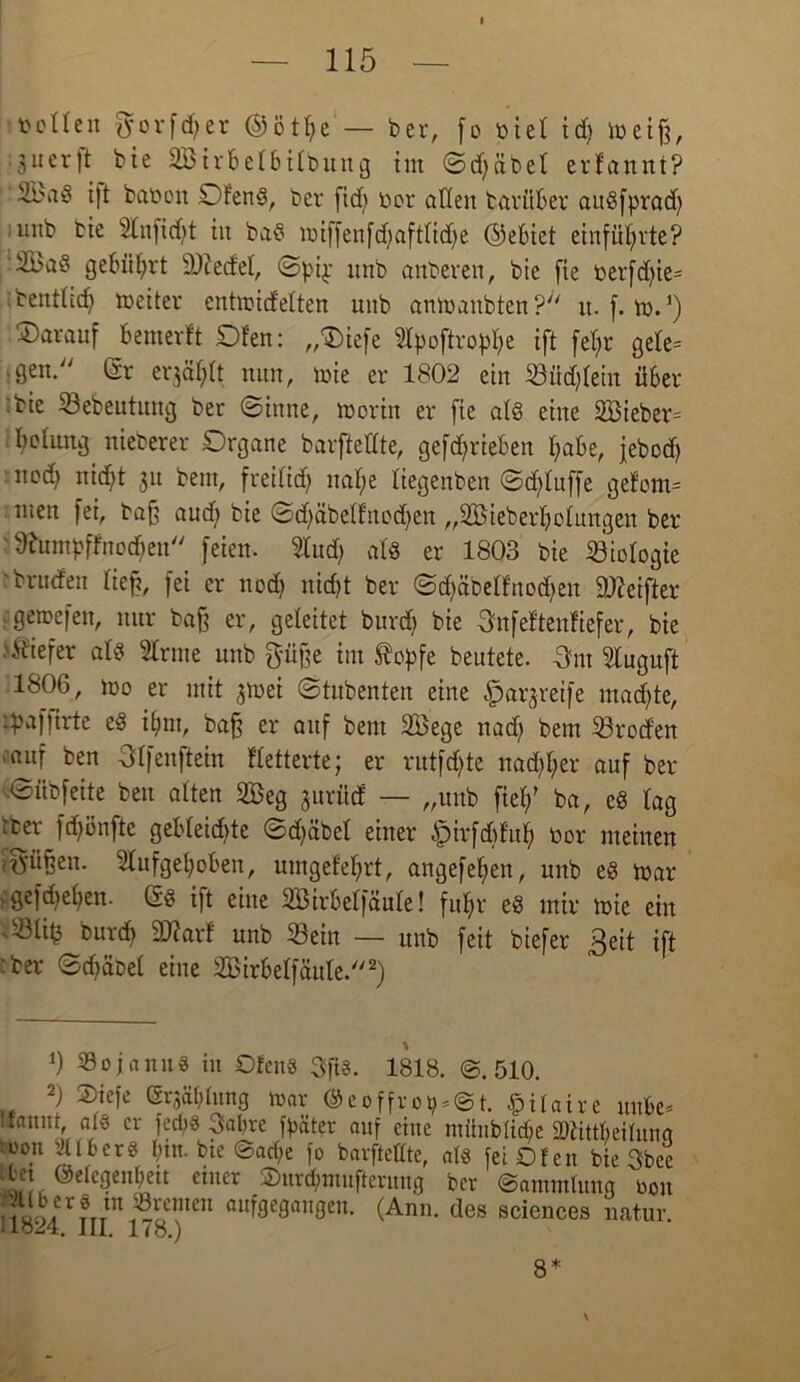 — 115 —
vollen Forscher Göthe — der, so viel ich weiß,
zuerst die Wirbelbildung im Schädel erkannt?
Was ist davon Okens, der sich vor allen darüber aussprach
und die Ansicht in das wissenschaftliche Gebiet einführte?
Was gebührt Meckel, Spix und anderen, die sie verschie-
dentlich weiter entwickelten und anwandten?" u. s. w.¹)
Darauf bemerkt Oken: „Diese Apostrophe ist sehr gele-
gen." Er erzählt nun, wie er 1802 ein Büchlein über
die Bedeutung der Sinne, worin er sie als eine Wieder-
holung niederer Organe darstellte, geschrieben habe, jedoch
noch nicht zu dem, freilich nahe liegenden Schlusse gekom-
men sei, daß auch die Schädelknochen „Wiederholungen der
Rumpfknochen" seien. Auch als er 1803 die Biologie
drucken ließ, sei er noch nicht der Schädelknochen Meister
gewesen, nur daß er, geleitet durch die Insektenkiefer, die
Kiefer als Arme und Füße im Kopfe deutete. Im August
1806, wo er mit zwei Studenten eine Harzreise machte,
passirte es ihm, daß er auf dem Wege nach dem Brocken
auf den Ilsenstein kletterte; er rutschte nachher auf der
Südseite den alten Weg zurück — „und sieh' da, es lag
der schönste gebleichte Schädel einer Hirschkuh vor meinen
Füßen. Aufgehoben, umgekehrt, angesehen, und es war
geschehen. Es ist eine Wirbelsäule! fuhr es mir wie ein
Blitz durch Mark und Bein — und seit dieser Zeit ist
der Schädel eine Wirbelsäule."²)
¹) Bojanus in Okens Isis. 1818. S. 510.
²) Diese Erzählung war Geoffroy-St. Hilaire unbe-
kannt, als er sechs Jahre später auf eine mündliche Mittheilung
von Albers hin die Sache so darstellte, als sei Oken die Idee
bei Gelegenheit einer Durchmusterung der Sammlung von
Albers in Bremen aufgegangen. (Ann. des sciences natur.
1824. III. 178.)
8*